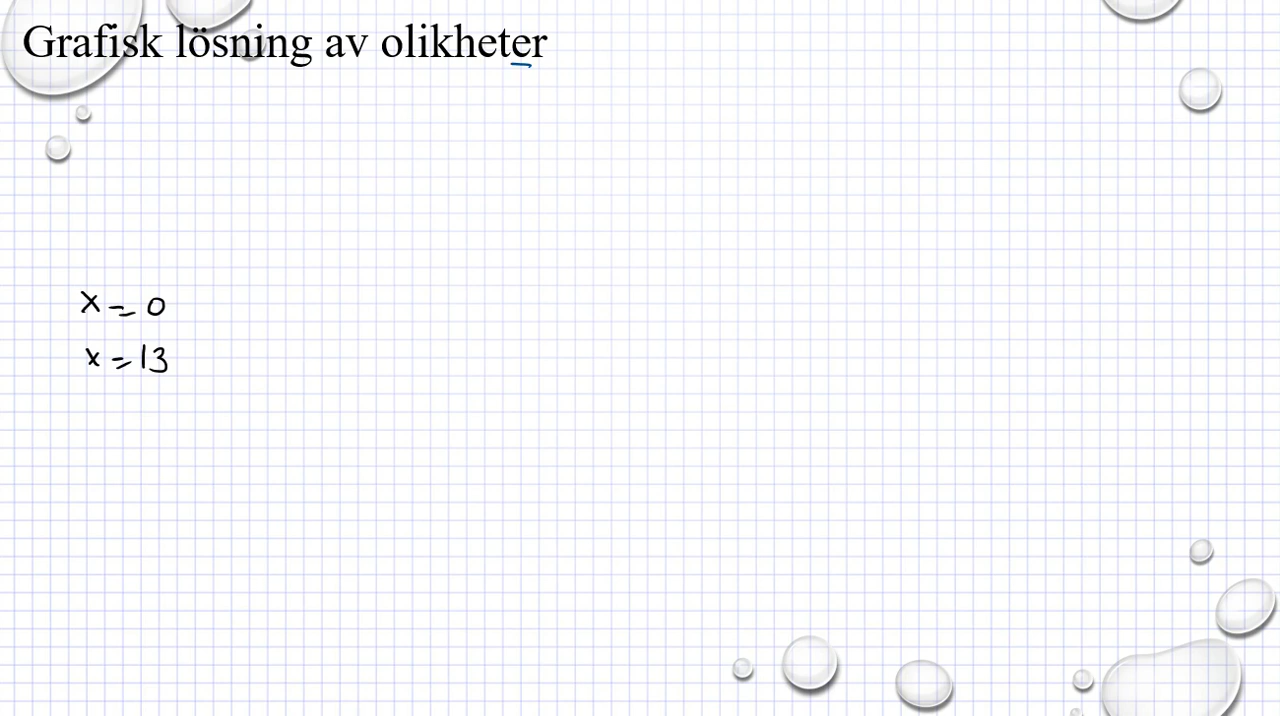 Grafisk lösning av olikheter
x = 0
x = 13